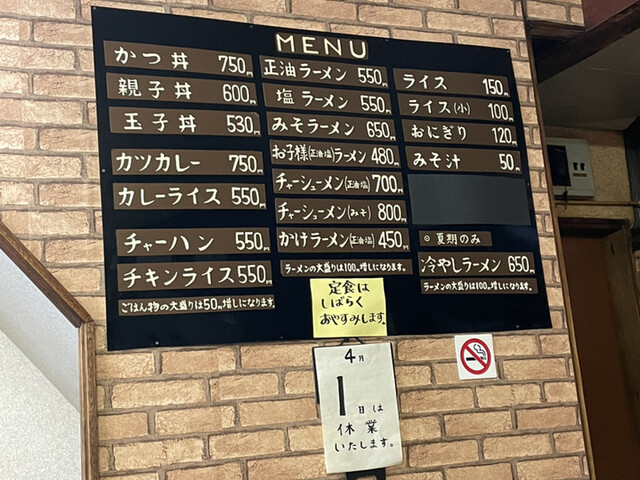 MENU
かつ丼 750円
親子丼 600円
玉子丼 530円
カツカレー 750円
カレーライス 550円
チャーハン 550円
チキンライス 550円
ごはん物の大盛りは50円増しになります。
正油ラーメン 550円
塩ラーメン 550円
みそラーメン 650円
お子様(正油塩)ラーメン 480円
チャーシューメン(正油塩) 700円
チャーシューメン(みそ) 800円
かけラーメン(正油塩) 450円
ラーメンの大盛りは100円増しになります。
ライス 150円
ライス(小) 100円
おにぎり 120円
みそ汁 50円
◎夏期のみ
冷やしラーメン 650円
ラーメンの大盛りは100円増しになります。
定食は
しばらく
おやすみします。
4月
1日は
休業
いたします。